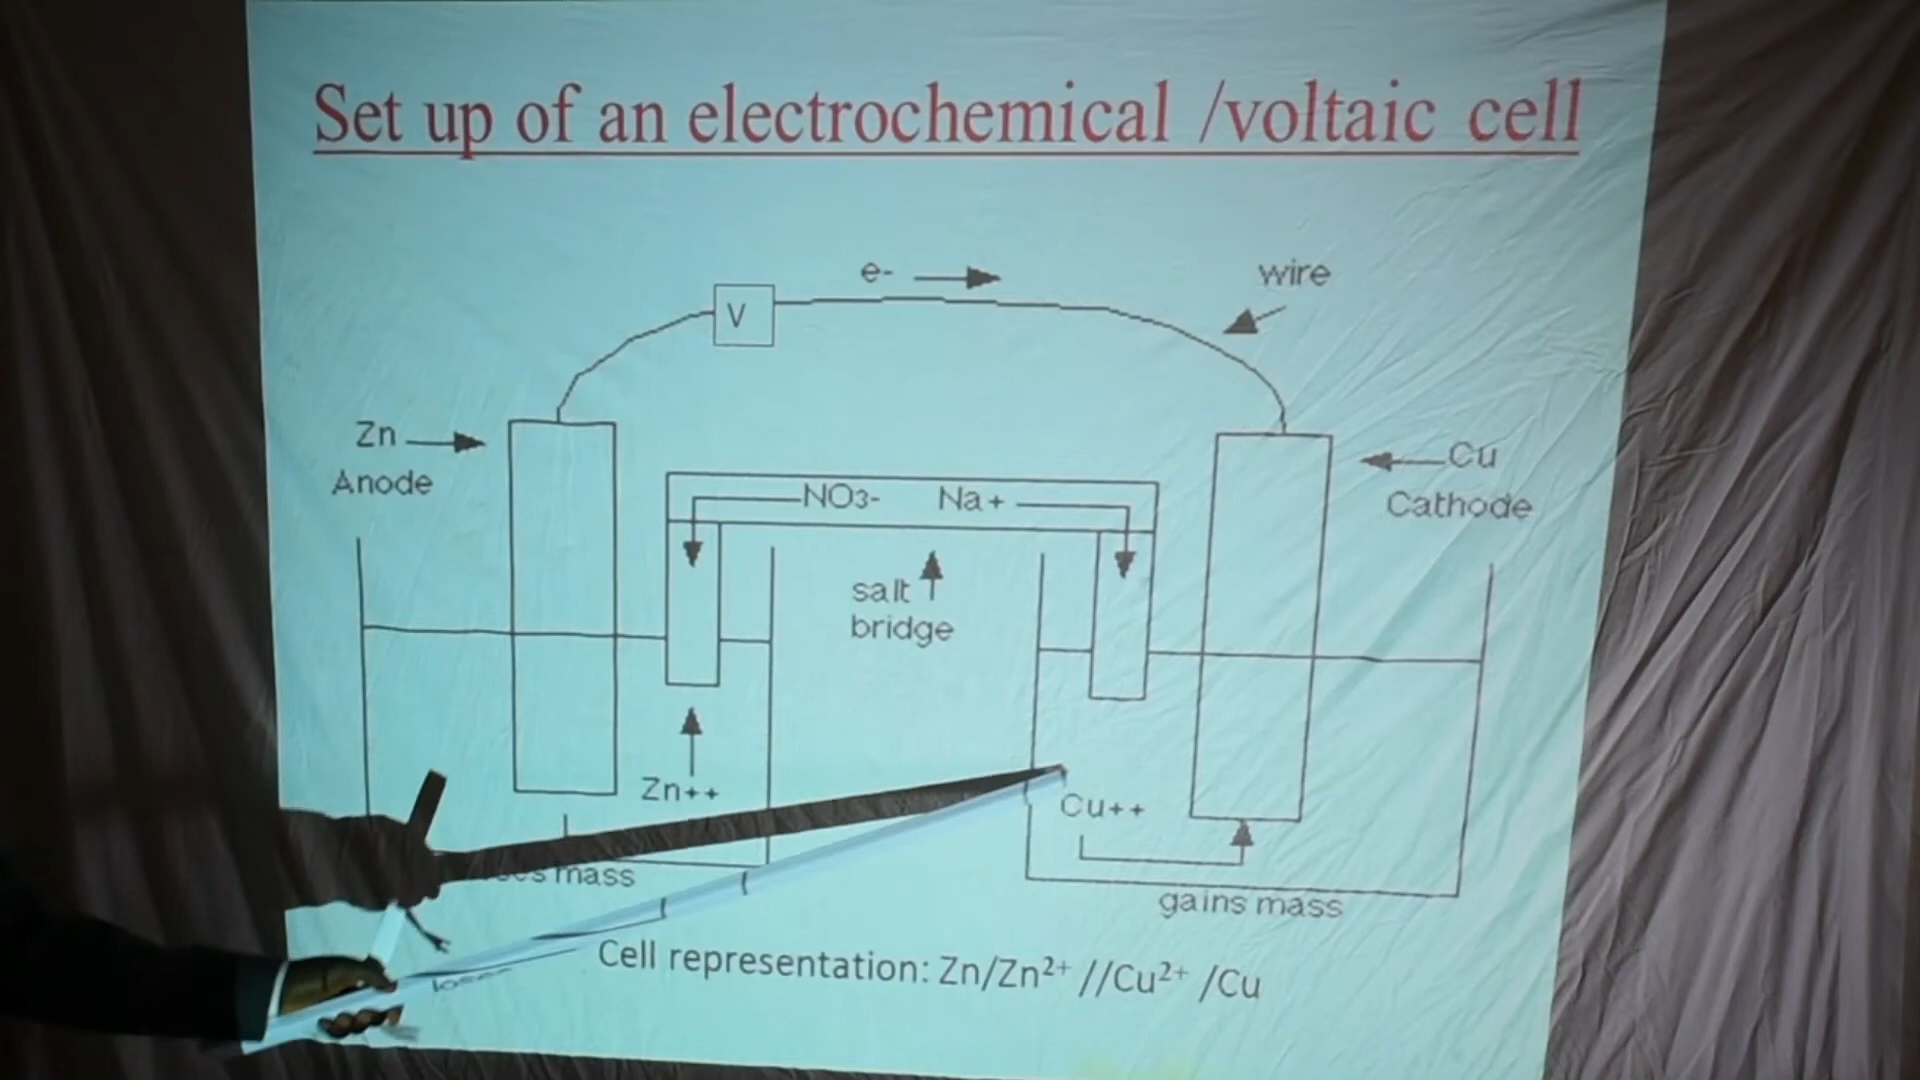 Set up of an electrochemical /voltaic cell
e-
wire
V
Zn
Anode
Cu
Cathode
NO3-
Na+
salt
bridge
Zn++
Cu++
mass
gains mass
Cell representation: Zn/Zn²⁺ //Cu²⁺ /Cu